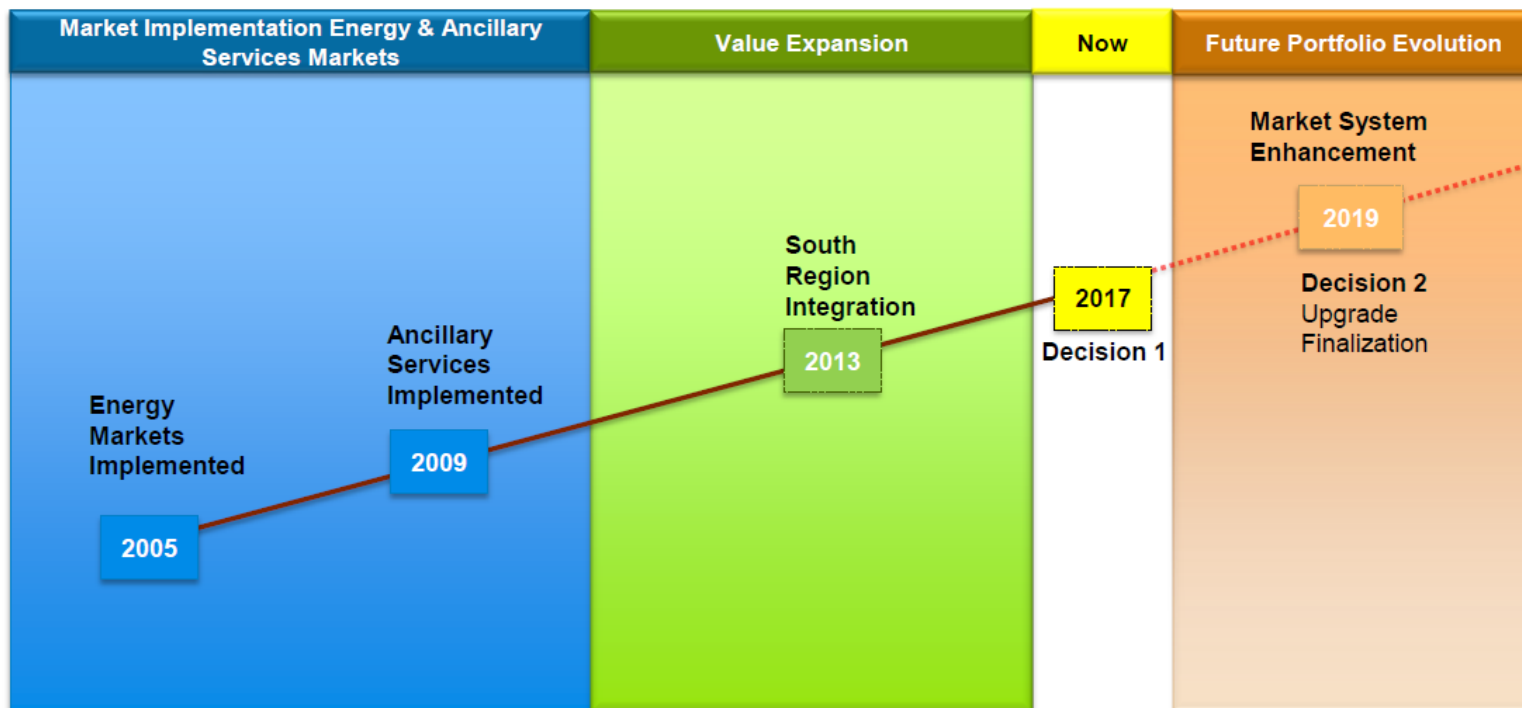 Market Implementation Energy & Ancillary
Services Markets
Value Expansion
Now
Future Portfolio Evolution
Energy
Markets
Implemented
2005
Ancillary
Services
Implemented
2009
South
Region
Integration
2013
2017
Decision 1
Market System
Enhancement
2019
Decision 2
Upgrade
Finalization